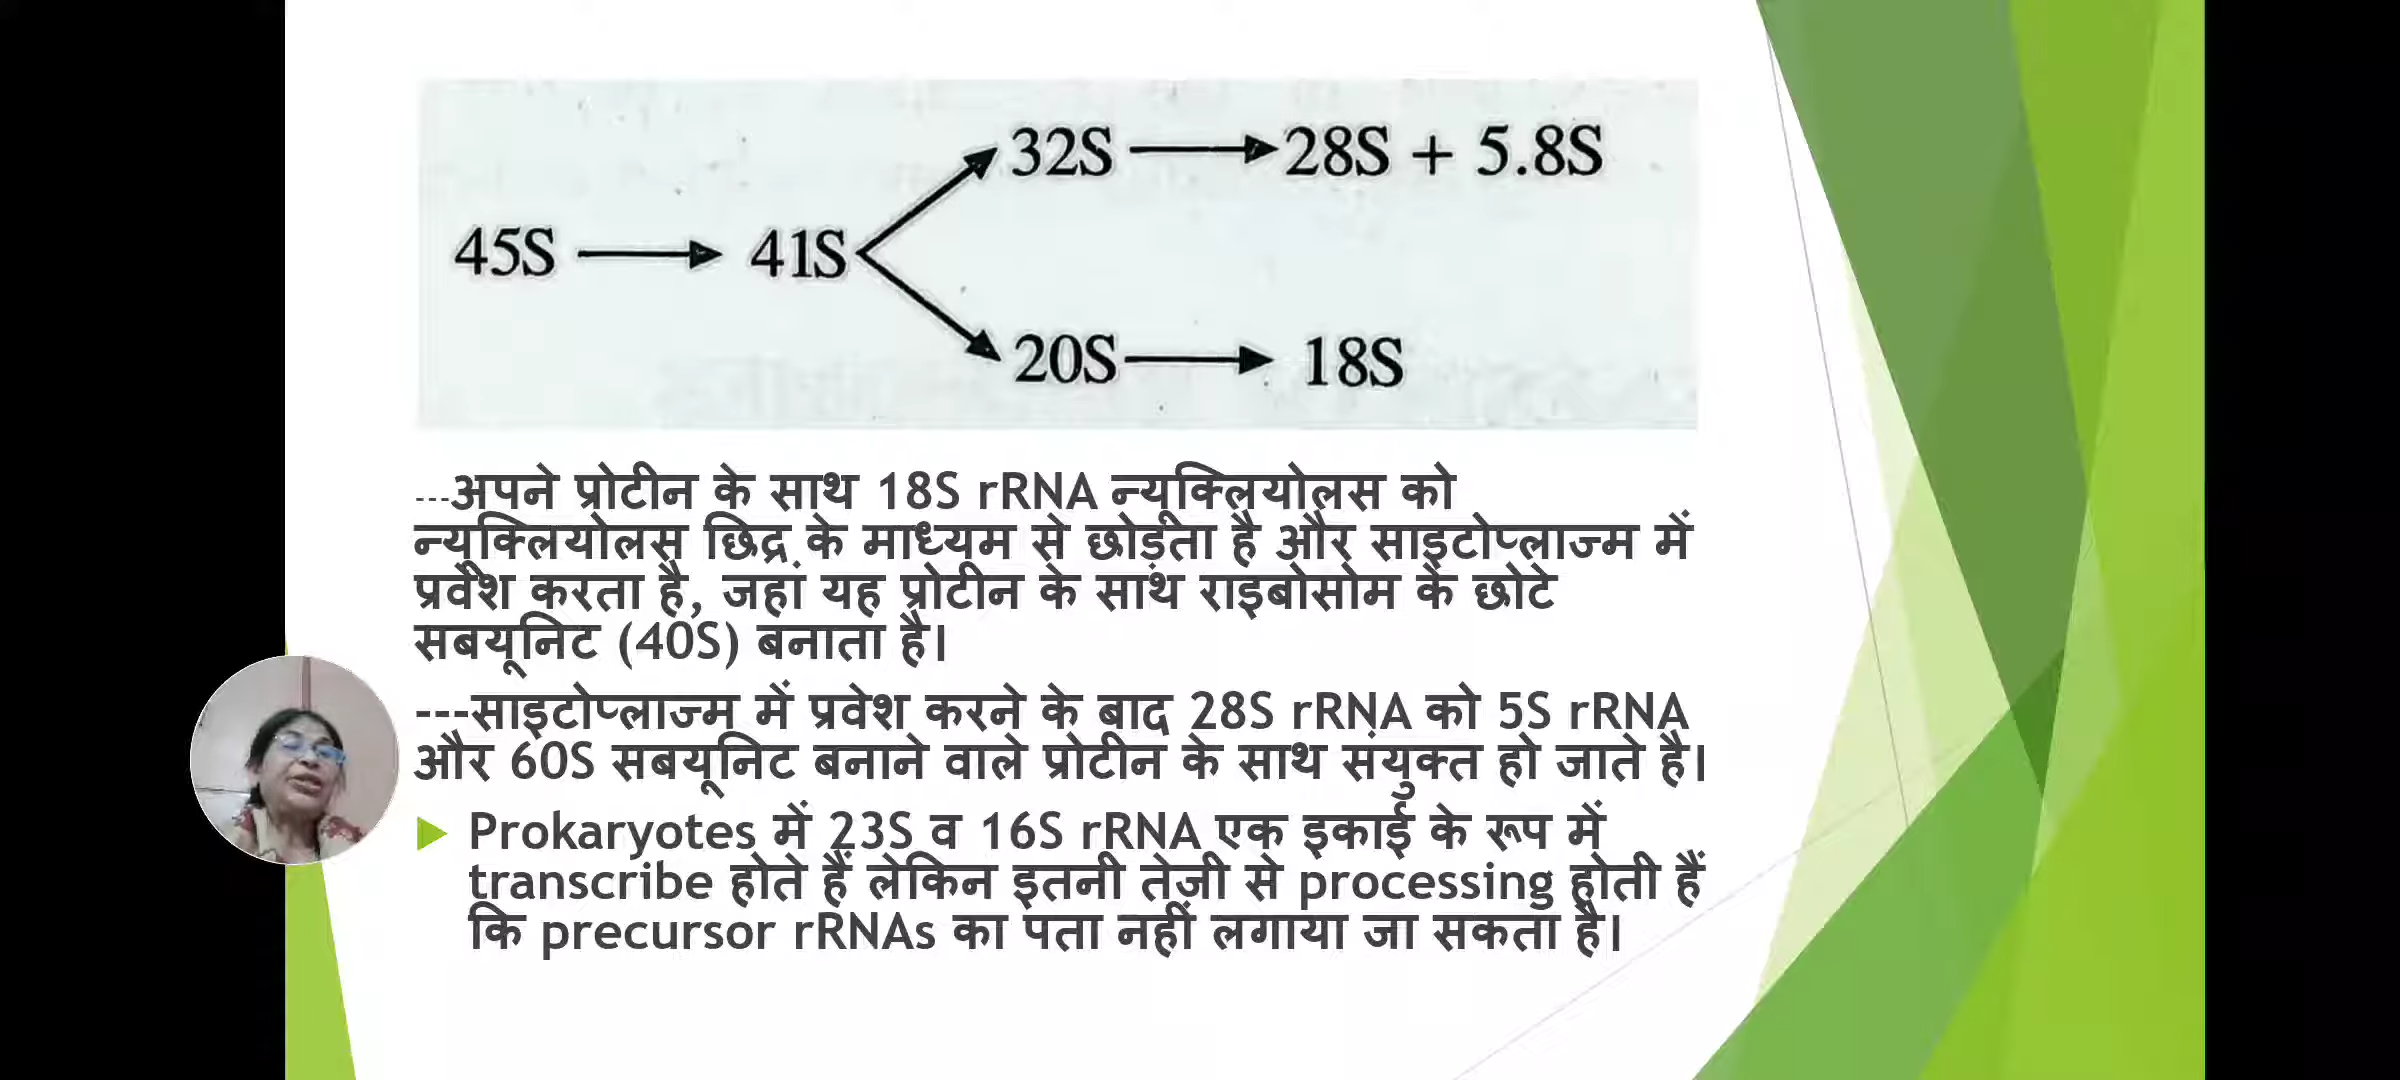 32S → 28S + 5.8S
45S → 41S
20S → 18S
---अपने प्रोटीन के साथ 18S rRNA न्यूक्लियोलस को
न्यूक्लियोलस छिद्र के माध्यम से छोड़ता है और साइटोप्लाज्म में
प्रवेश करता है, जहां यह प्रोटीन के साथ राइबोसोम के छोटे
सबयूनिट (40S) बनाता है।
---साइटोप्लाज्म में प्रवेश करने के बाद 28S rRNA को 5S rRNA
और 60S सबयूनिट बनाने वाले प्रोटीन के साथ संयुक्त हो जाते है।
Prokaryotes में 23S व 16S rRNA एक इकाई के रूप में
transcribe होते हैं लेकिन इतनी तेज़ी से processing होती हैं
कि precursor rRNAs का पता नहीं लगाया जा सकता है।